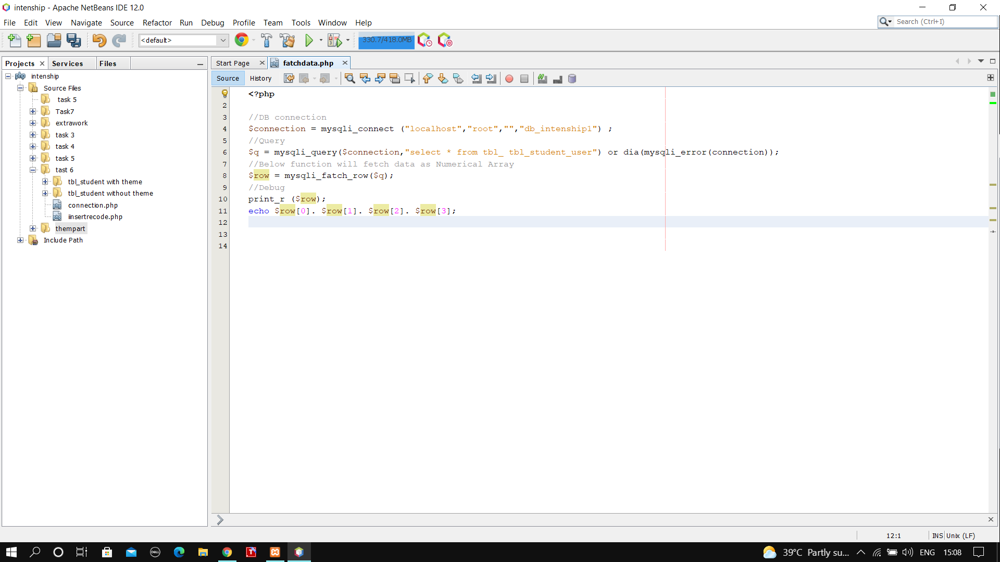 intenship - Apache NetBeans IDE 12.0
File Edit View Navigate Source Refactor Run Debug Profile Team Tools Window Help
Search (Ctrl+I)
<default>
330.7/418.0MB
Projects Services Files
Start Page fatchdata.php
Source History
intenship
Source Files
task 5
Task7
extrawork
task 3
task 4
task 5
tast 6
tbl_student with theme
tbl_student without theme
connection.php
iinsertrecode.php
thempart
Include Path
<?php
2
3 //DB connection
4 $connection = mysqli_connect ("localhost","root","","db_intenship1") ;
5 //Query
6 $q = mysqli_query($connection,"select * from tbl_ tbl_student_user") or dia(mysqli_error(connection));
7 //Below function will fetch data as Numerical Array
8 $row = mysqli_fatch_row($q);
9 //Debug
10 print_r ($row);
11 echo $row[0]. $row[1]. $row[2]. $row[3];
12
13
14
12:1 INS Unix (LF)
DELL
39°C Partly su... ENG 15:08